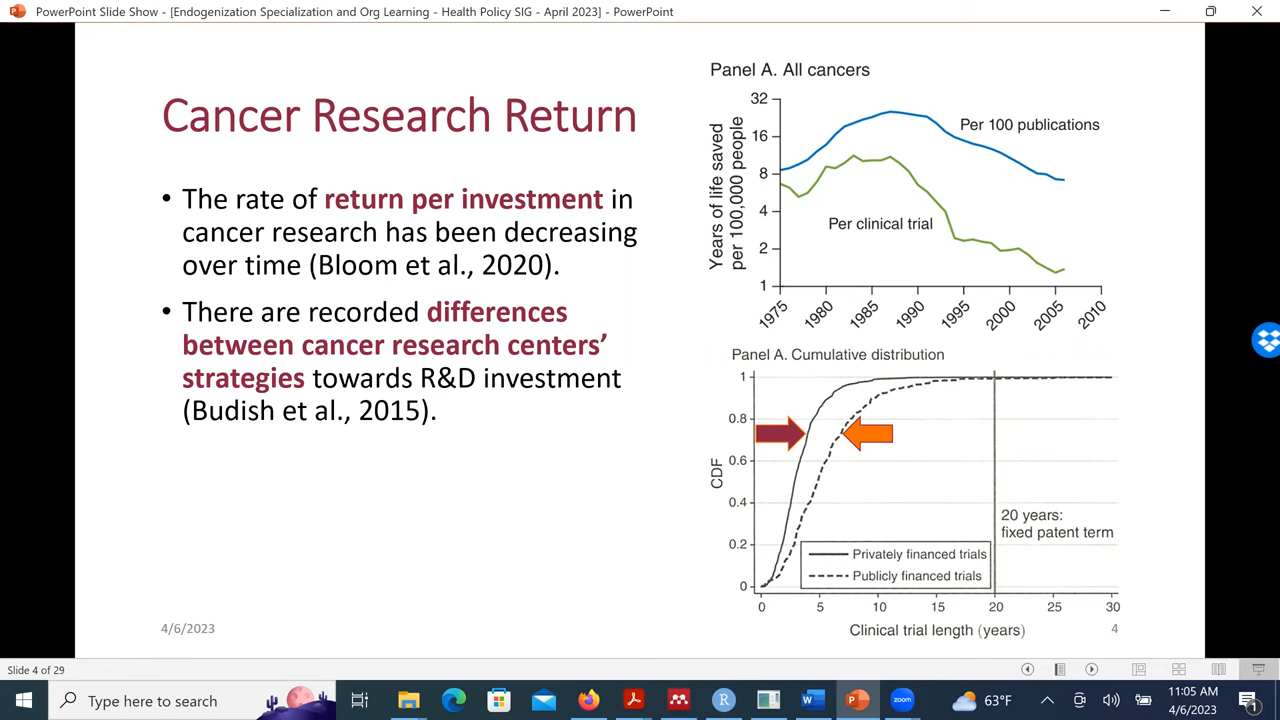 PowerPoint Slide Show - [Endogenization Specialization and Org Learning - Health Policy SIG - April 2023] - PowerPoint
Cancer Research Return
• The rate of return per investment in
cancer research has been decreasing
over time (Bloom et al., 2020).
• There are recorded differences
between cancer research centers’
strategies towards R&D investment
(Budish et al., 2015).
Panel A. All cancers
Years of life saved
per 100,000 people
32
16
8
4
2
1
Per 100 publications
Per clinical trial
1975 1980 1985 1990 1995 2000 2005 2010
Panel A. Cumulative distribution
CDF
1
0.8
0.6
0.4
0.2
0
20 years:
fixed patent term
Privately financed trials
Publicly financed trials
0 5 10 15 20 25 30
Clinical trial length (years)
4/6/2023
4
Slide 4 of 29
Type here to search
R
zoom
63°F
11:05 AM
4/6/2023
1